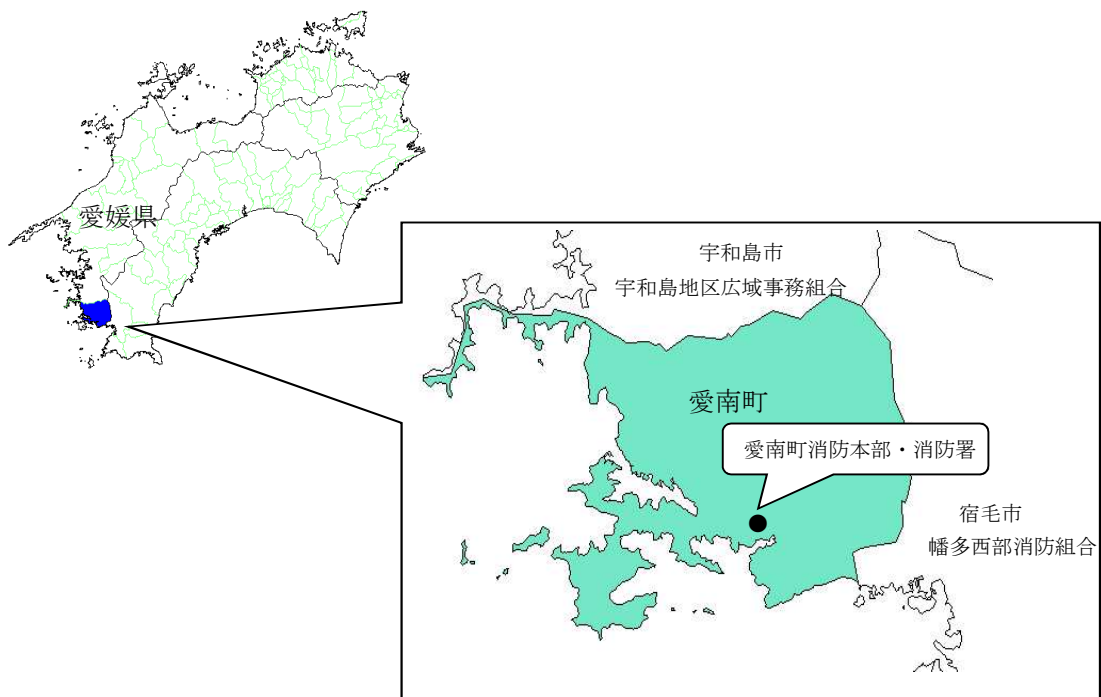 愛媛県
宇和島市
宇和島地区広域事務組合
愛南町
愛南町消防本部・消防署
宿毛市
幡多西部消防組合